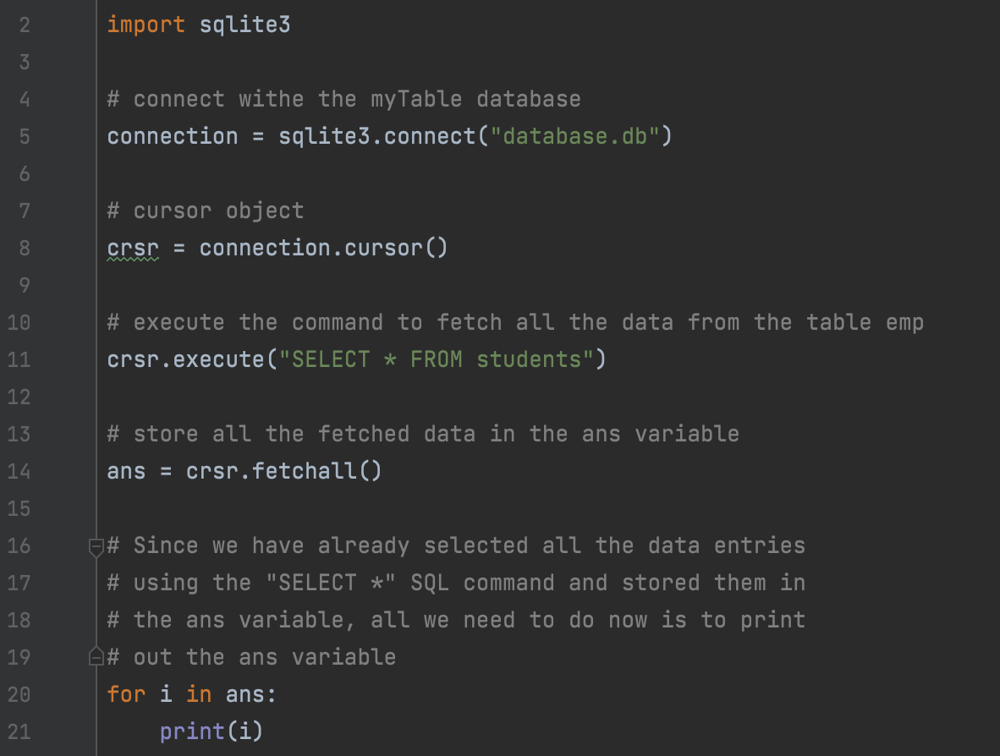 2 import sqlite3
3
4 # connect withe the myTable database
5 connection = sqlite3.connect("database.db")
6
7 # cursor object
8 crsr = connection.cursor()
9
10 # execute the command to fetch all the data from the table emp
11 crsr.execute("SELECT * FROM students")
12
13 # store all the fetched data in the ans variable
14 ans = crsr.fetchall()
15
16 # Since we have already selected all the data entries
17 # using the "SELECT *" SQL command and stored them in
18 # the ans variable, all we need to do now is to print
19 # out the ans variable
20 for i in ans:
21     print(i)